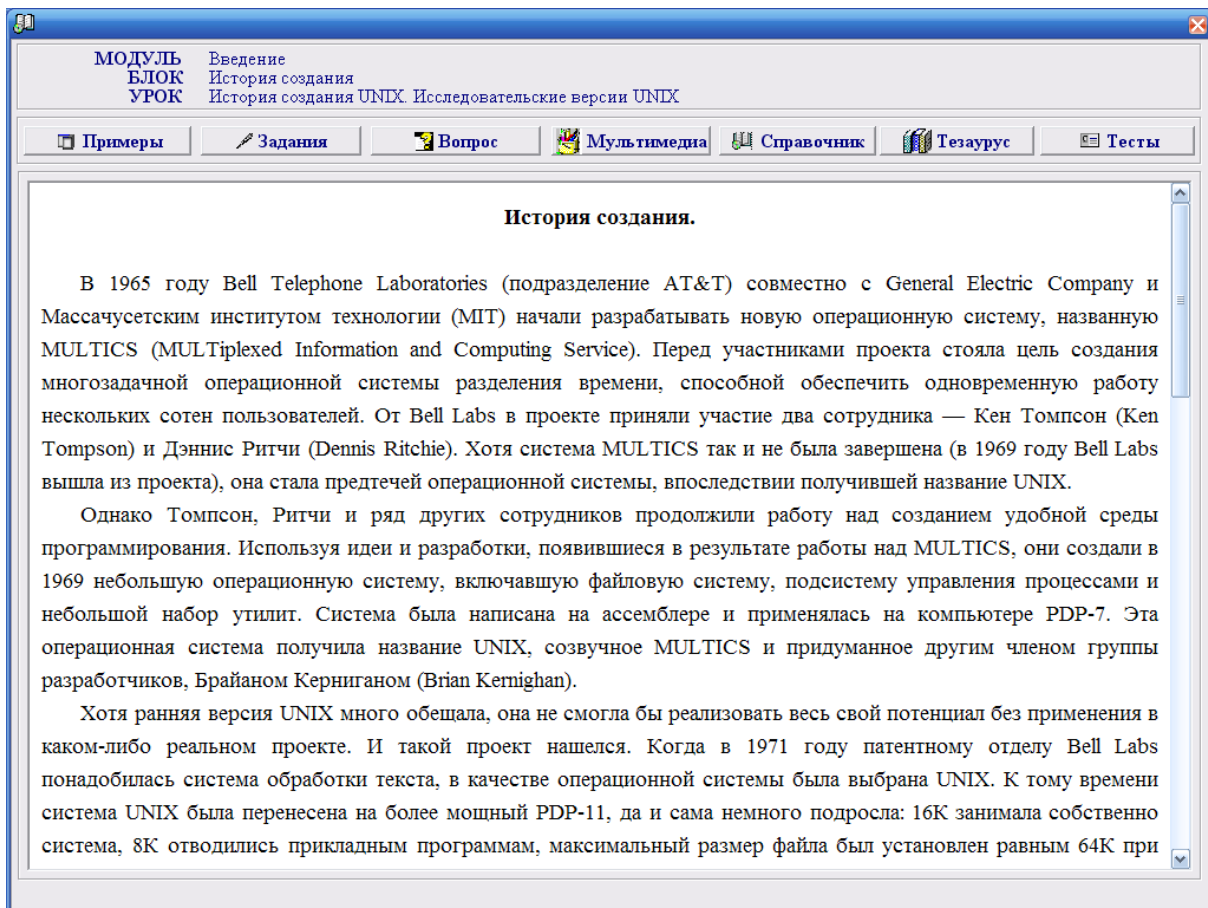 МОДУЛЬ Введение
БЛОК История создания
УРОК История создания UNIX. Исследовательские версии UNIX
Примеры Задания Вопрос Мультимедиа Справочник Тезаурус Тесты
История создания.
В 1965 году Bell Telephone Laboratories (подразделение AT&T) совместно с General Electric Company и
Массачусетским институтом технологии (MIT) начали разрабатывать новую операционную систему, названную
MULTICS (MULTiplexed Information and Computing Service). Перед участниками проекта стояла цель создания
многозадачной операционной системы разделения времени, способной обеспечить одновременную работу
нескольких сотен пользователей. От Bell Labs в проекте приняли участие два сотрудника — Кен Томпсон (Ken
Tompson) и Дэннис Ритчи (Dennis Ritchie). Хотя система MULTICS так и не была завершена (в 1969 году Bell Labs
вышла из проекта), она стала предтечей операционной системы, впоследствии получившей название UNIX.
Однако Томпсон, Ритчи и ряд других сотрудников продолжили работу над созданием удобной среды
программирования. Используя идеи и разработки, появившиеся в результате работы над MULTICS, они создали в
1969 небольшую операционную систему, включавшую файловую систему, подсистему управления процессами и
небольшой набор утилит. Система была написана на ассемблере и применялась на компьютере PDP-7. Эта
операционная система получила название UNIX, созвучное MULTICS и придуманное другим членом группы
разработчиков, Брайаном Керниганом (Brian Kernighan).
Хотя ранняя версия UNIX много обещала, она не смогла бы реализовать весь свой потенциал без применения в
каком-либо реальном проекте. И такой проект нашелся. Когда в 1971 году патентному отделу Bell Labs
понадобилась система обработки текста, в качестве операционной системы была выбрана UNIX. К тому времени
система UNIX была перенесена на более мощный PDP-11, да и сама немного подросла: 16К занимала собственно
система, 8К отводились прикладным программам, максимальный размер файла был установлен равным 64К при